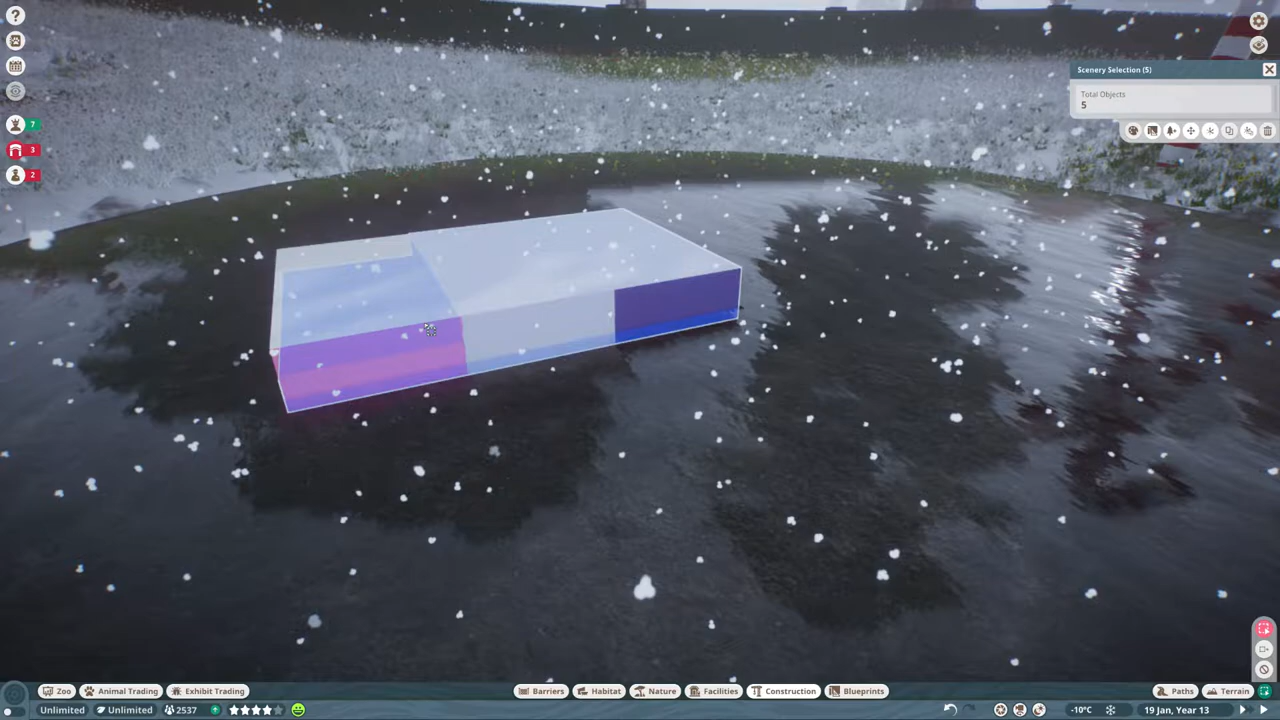 Scenery Selection (5)
Total Objects
5
7
3
2
Zoo
Animal Trading
Exhibit Trading
Barriers
Habitat
Nature
Facilities
Construction
Blueprints
Paths
Terrain
Unlimited
Unlimited
2537
-10°C
19 Jan, Year 13